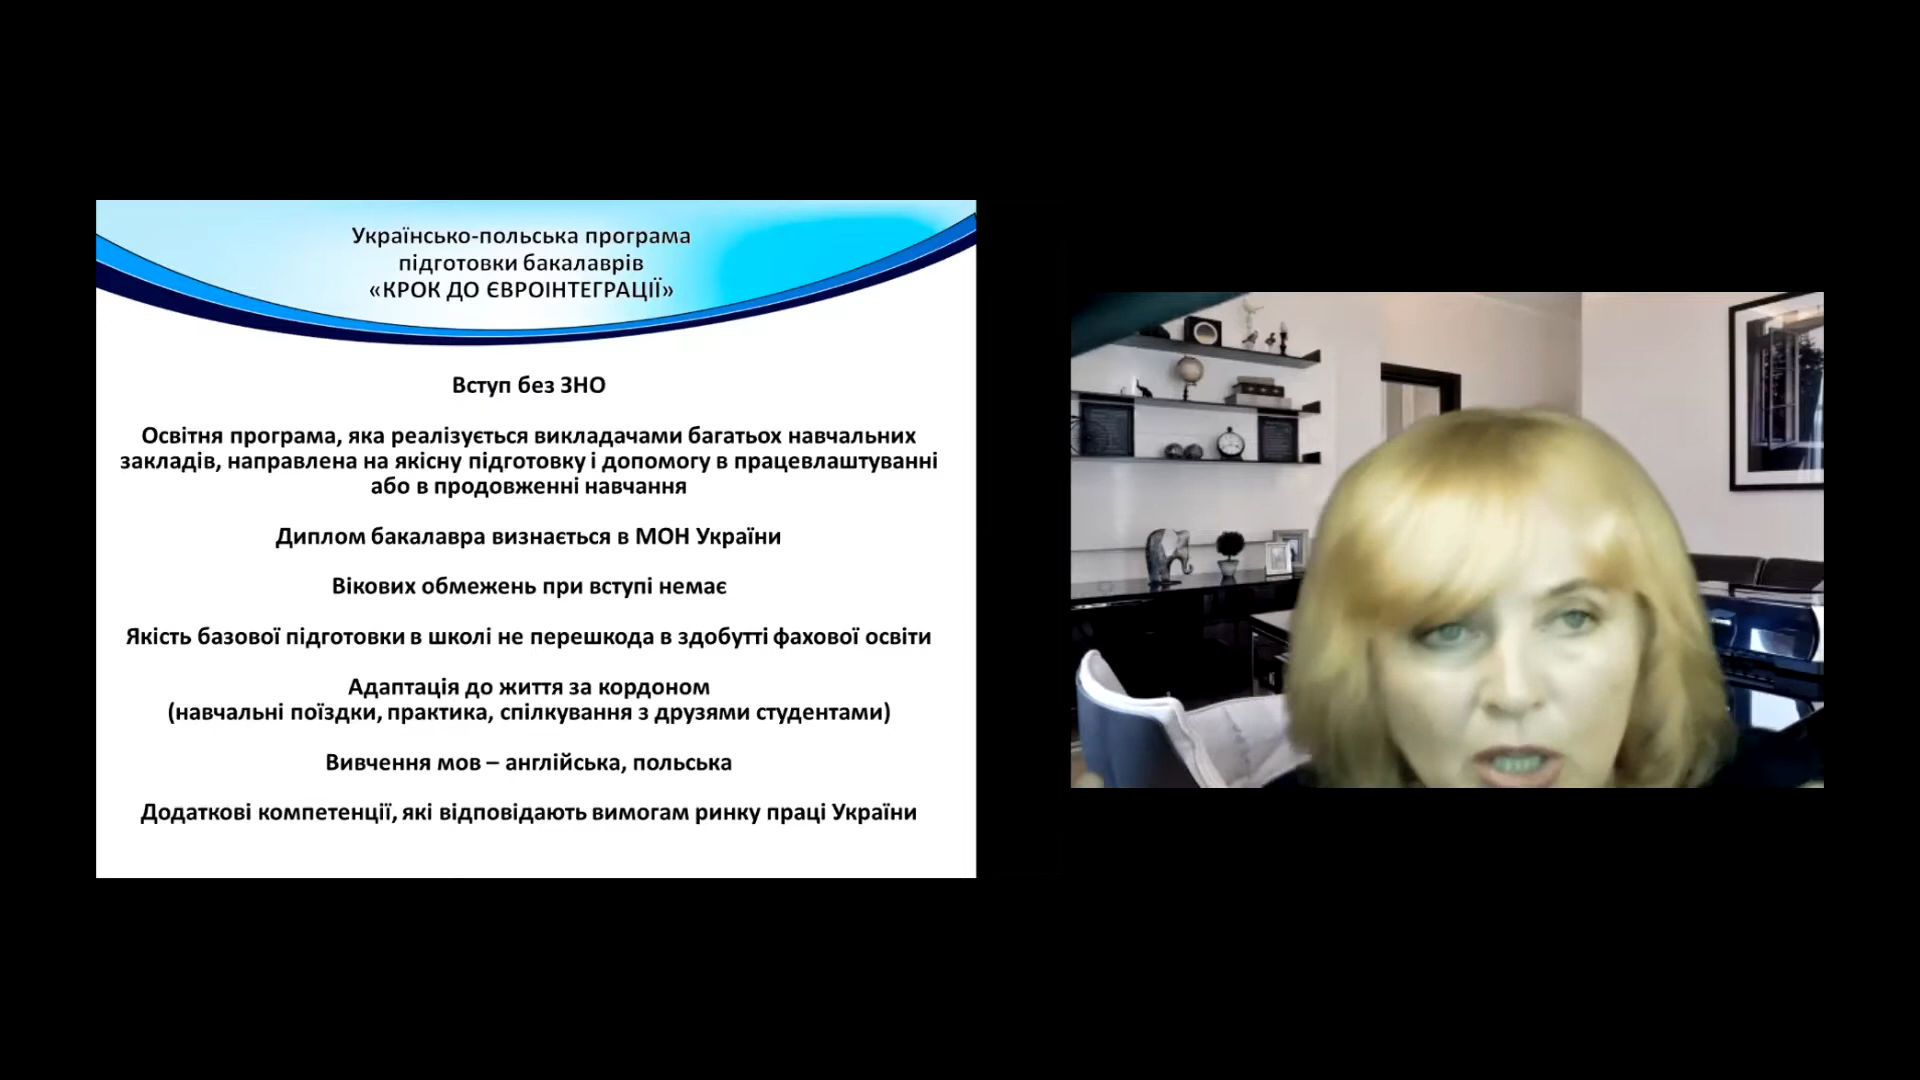 Українсько-польська програма
підготовки бакалаврів
«КРОК ДО ЄВРОІНТЕГРАЦІЇ»
Вступ без ЗНО
Освітня програма, яка реалізується викладачами багатьох навчальних
закладів, направлена на якісну підготовку і допомогу в працевлаштуванні
або в продовженні навчання
Диплом бакалавра визнається в МОН України
Вікових обмежень при вступі немає
Якість базової підготовки в школі не перешкода в здобутті фахової освіти
Адаптація до життя за кордоном
(навчальні поїздки, практика, спілкування з друзями студентами)
Вивчення мов – англійська, польська
Додаткові компетенції, які відповідають вимогам ринку праці України